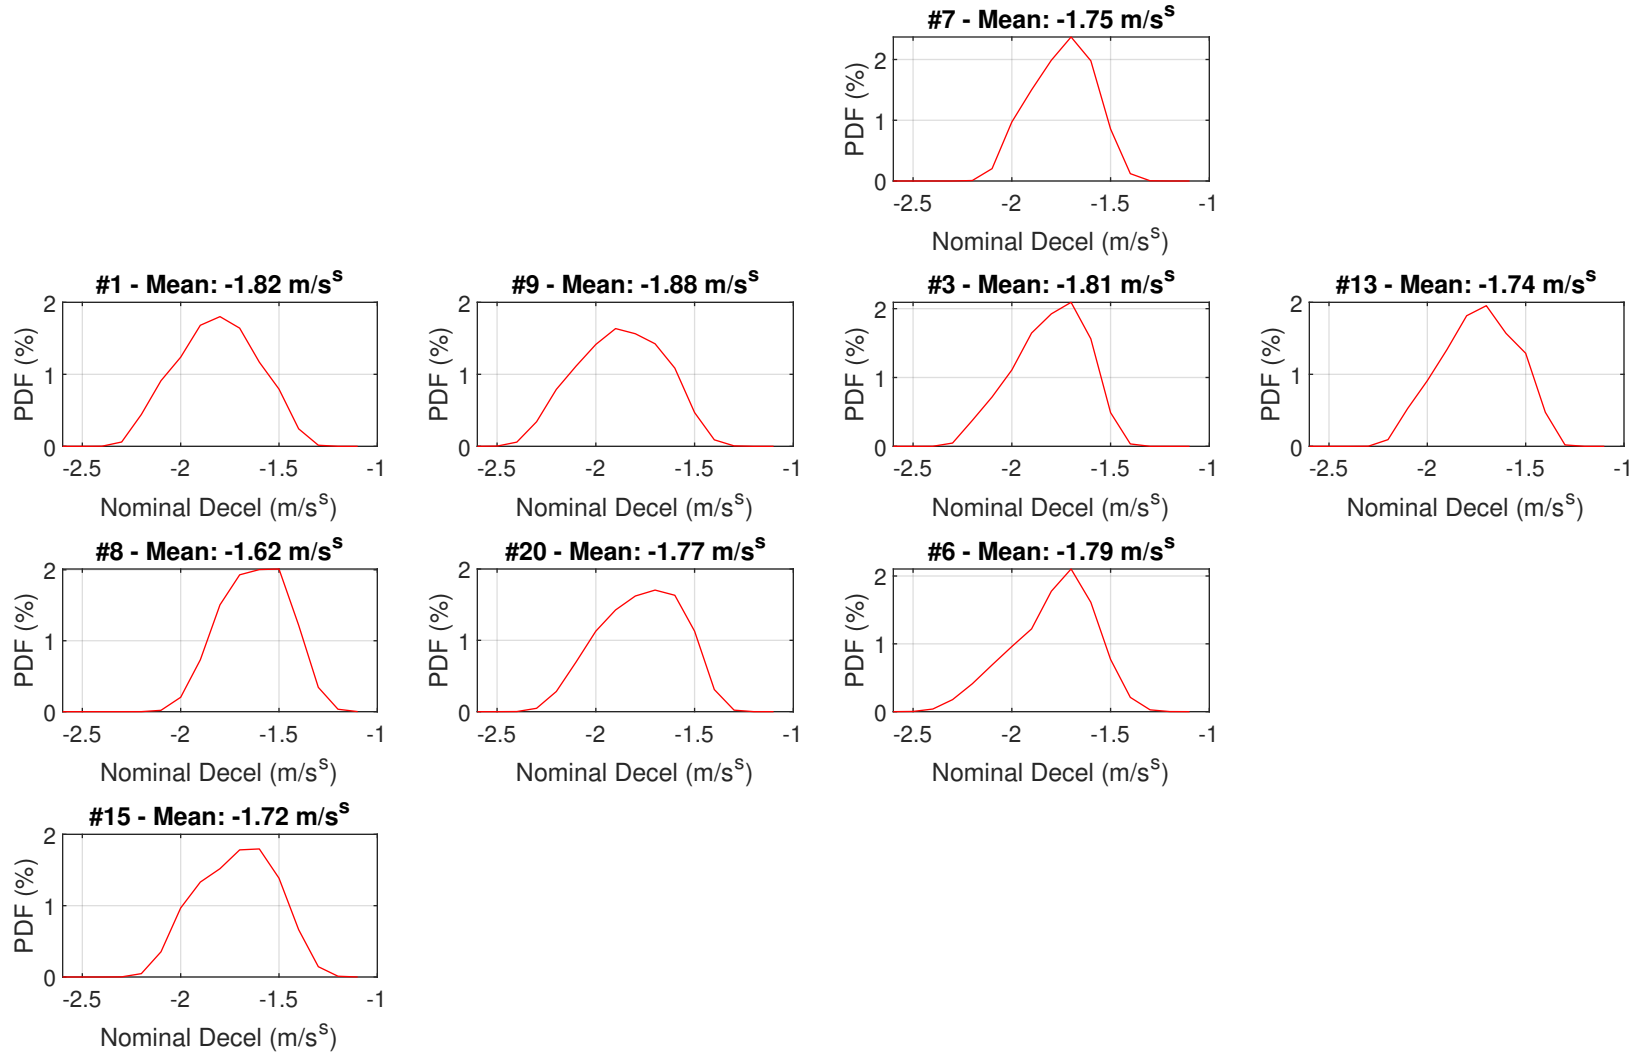 #7 - Mean: -1.75 m/s^s
PDF (%)
2
1
0
-2.5 -2 -1.5 -1
Nominal Decel (m/s^s)
#1 - Mean: -1.82 m/s^s
PDF (%)
2
1
0
-2.5 -2 -1.5 -1
Nominal Decel (m/s^s)
#9 - Mean: -1.88 m/s^s
PDF (%)
2
1
0
-2.5 -2 -1.5 -1
Nominal Decel (m/s^s)
#3 - Mean: -1.81 m/s^s
PDF (%)
2
1
0
-2.5 -2 -1.5 -1
Nominal Decel (m/s^s)
#13 - Mean: -1.74 m/s^s
PDF (%)
2
1
0
-2.5 -2 -1.5 -1
Nominal Decel (m/s^s)
#8 - Mean: -1.62 m/s^s
PDF (%)
2
1
0
-2.5 -2 -1.5 -1
Nominal Decel (m/s^s)
#20 - Mean: -1.77 m/s^s
PDF (%)
2
1
0
-2.5 -2 -1.5 -1
Nominal Decel (m/s^s)
#6 - Mean: -1.79 m/s^s
PDF (%)
2
1
0
-2.5 -2 -1.5 -1
Nominal Decel (m/s^s)
#15 - Mean: -1.72 m/s^s
PDF (%)
2
1
0
-2.5 -2 -1.5 -1
Nominal Decel (m/s^s)